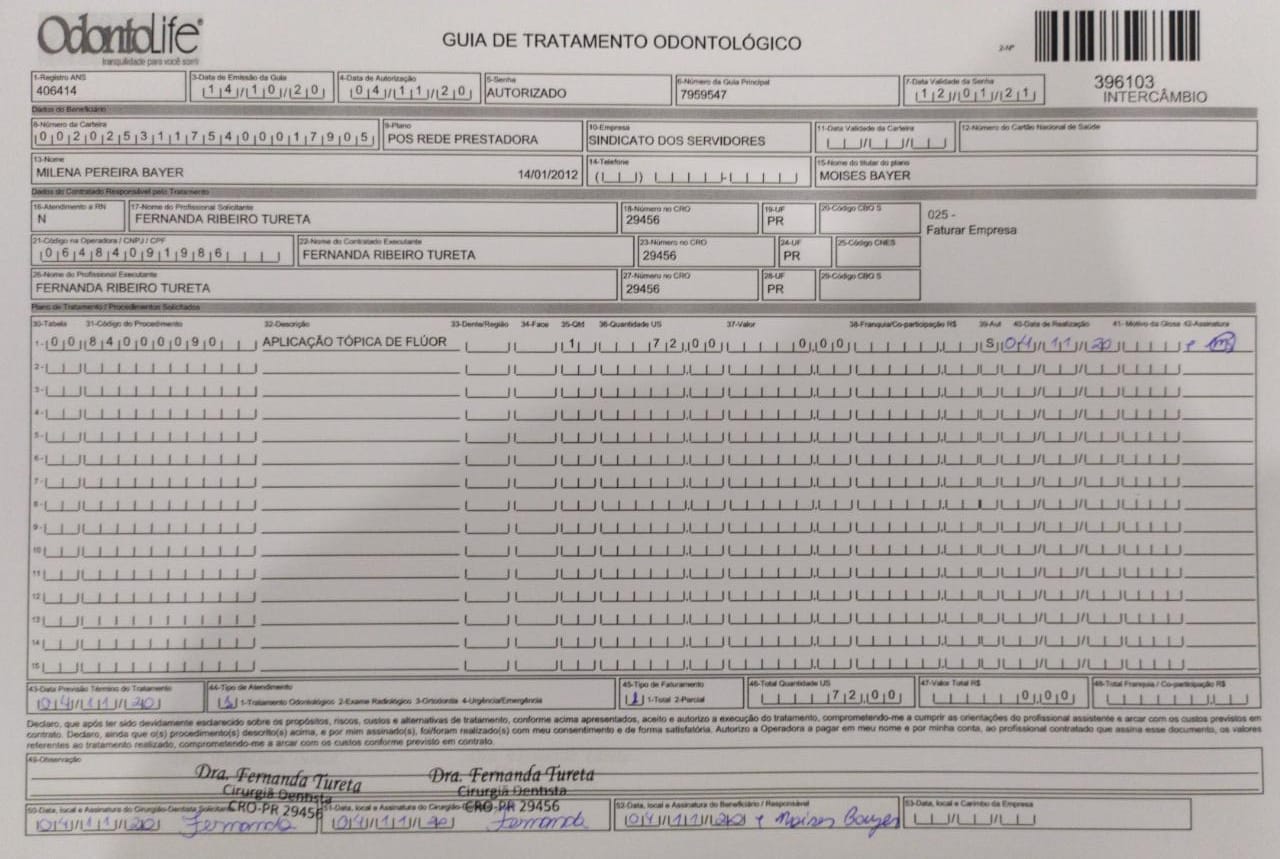 OdontoLife
tranquilidade para você sorrir
GUIA DE TRATAMENTO ODONTOLÓGICO
2-Nº
396103
INTERCÂMBIO
1-Registro ANS
406414
3-Data de Emissão da Guia
14/10/20
4-Data de Autorização
04/11/20
5-Senha
AUTORIZADO
6-Número da Guia Principal
7959547
7-Data Validade da Senha
12/01/21
Dados do Beneficiário
8-Número da Carteira
00202531175400017905
9-Plano
POS REDE PRESTADORA
10-Empresa
SINDICATO DOS SERVIDORES
11-Data Validade da Carteira
12-Número do Cartão Nacional de Saúde
13-Nome
MILENA PEREIRA BAYER 14/01/2012
14-Telefone
15-Nome do titular do plano
MOISES BAYER
Dados do Contratado Responsável pelo Tratamento
16-Atendimento a RN
N
17-Nome do Profissional Solicitante
FERNANDA RIBEIRO TURETA
18-Número no CRO
29456
19-UF
PR
20-Código CBO S
025 -
Faturar Empresa
21-Código na Operadora / CNPJ / CPF
06484091986
22-Nome do Contratado Executante
FERNANDA RIBEIRO TURETA
23-Número no CRO
29456
24-UF
PR
25-Código CNES
26-Nome do Profissional Executante
FERNANDA RIBEIRO TURETA
27-Número no CRO
29456
28-UF
PR
29-Código CBO S
Plano de Tratamento / Procedimentos Solicitados
30-Tabela 31-Código do Procedimento 32-Descrição 33-Dente/Região 34-Face 35-Qtd 36-Quantidade US 37-Valor 38-Franquia/Co-participação R$ 39-Aut 40-Data de Realização 41- Motivo da Glosa 42-Assinatura
1- 00 84000090 APLICAÇÃO TÓPICA DE FLÚOR 1 72,00 0,00 S 04/11/20
2-
3-
4-
5-
6-
7-
8-
9-
10
11
12
13
14
15
43-Data Previsão Término do Tratamento
04/11/20
44-Tipo de Atendimento
1 1-Tratamento Odontológico 2-Exame Radiológico 3-Ortodontia 4-Urgência/Emergência
45-Tipo de Faturamento
1 1-Total 2-Parcial
46-Total Quantidade US
72,00
47-Valor Total R$
0,00
48-Total Franquia / Co-participação R$
Declaro, que após ter sido devidamente esclarecido sobre os propósitos, riscos, custos e alternativas de tratamento, conforme acima apresentados, aceito e autorizo a execução do tratamento, comprometendo-me a cumprir as orientações do profissional assistente e arcar com os custos previstos em
contrato. Declaro, ainda que o(s) procedimento(s) descrito(s) acima, e por mim assinado(s), foi/foram realizado(s) com meu consentimento e de forma satisfatória. Autorizo a Operadora a pagar em meu nome e por minha conta, ao profissional contratado que assina esse documento, os valores
referentes ao tratamento realizado, comprometendo-me a arcar com os custos conforme previsto em contrato.
49-Observação
Dra. Fernanda Tureta
Cirurgiã Dentista
CRO-PR 29456
Dra. Fernanda Tureta
Cirurgiã Dentista
CRO-PR 29456
50-Data, local e Assinatura do Cirurgião-Dentista Solicitante
04/11/20 Fernanda
51-Data, local e Assinatura do Cirurgião-
04/11/20 Fernanda
52-Data, local e Assinatura do Beneficiário / Responsável
04/11/20 Moises Bayer
53-Data, local e Carimbo da Empresa